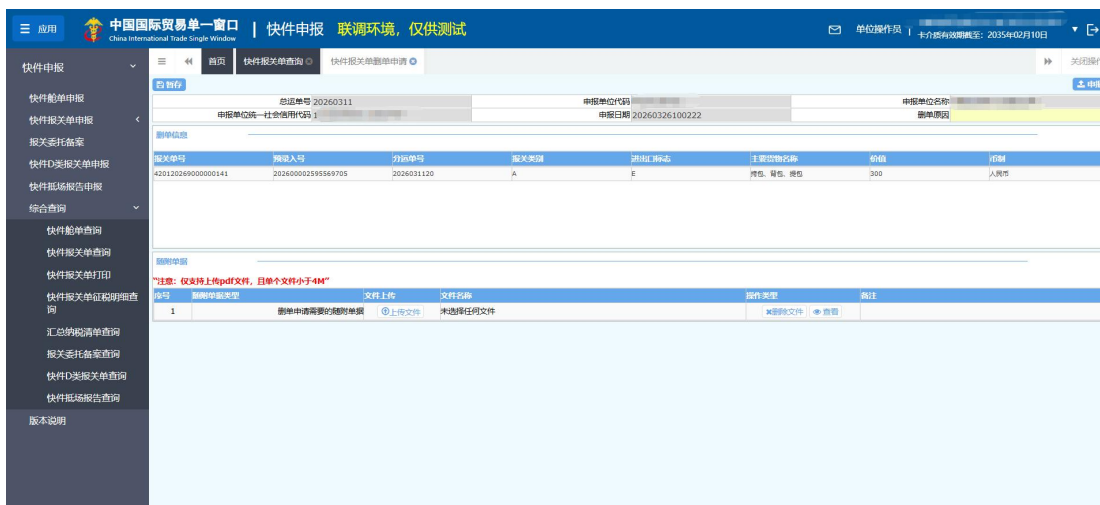 应用
中国国际贸易单一窗口
China International Trade Single Window
快件申报 联调环境，仅供测试
单位操作员
卡介质有效期截至：2035年02月10日
快件申报
快件舱单申报
快件报关单申报
报关委托备案
快件D类报关单申报
快件抵场报告申报
综合查询
快件舱单查询
快件报关单查询
快件报关单打印
快件报关单征税明细查
询
汇总纳税清单查询
报关委托备案查询
快件D类报关单查询
快件抵场报告查询
版本说明
首页 快件报关单查询 快件报关单删单申请 关闭操
暂存 申
总运单号 20260311 申报单位代码 申报单位名称
申报单位统一社会信用代码 1 申报日期 20260326100222 删单原因
删单信息
报关单号 预录入号 分运单号 报关类别 进出口标志 主要货物名称 价值 币制
420120269000000141 202600002595569705 2026031120 A E 挎包、背包、提包 300 人民币
随附单据
"注意：仅支持上传pdf文件，且单个文件小于4M"
序号 随附单据类型 文件上传 文件名称 操作类型 备注
1 删单申请需要的随附单据 上传文件 未选择任何文件 删除文件 查看